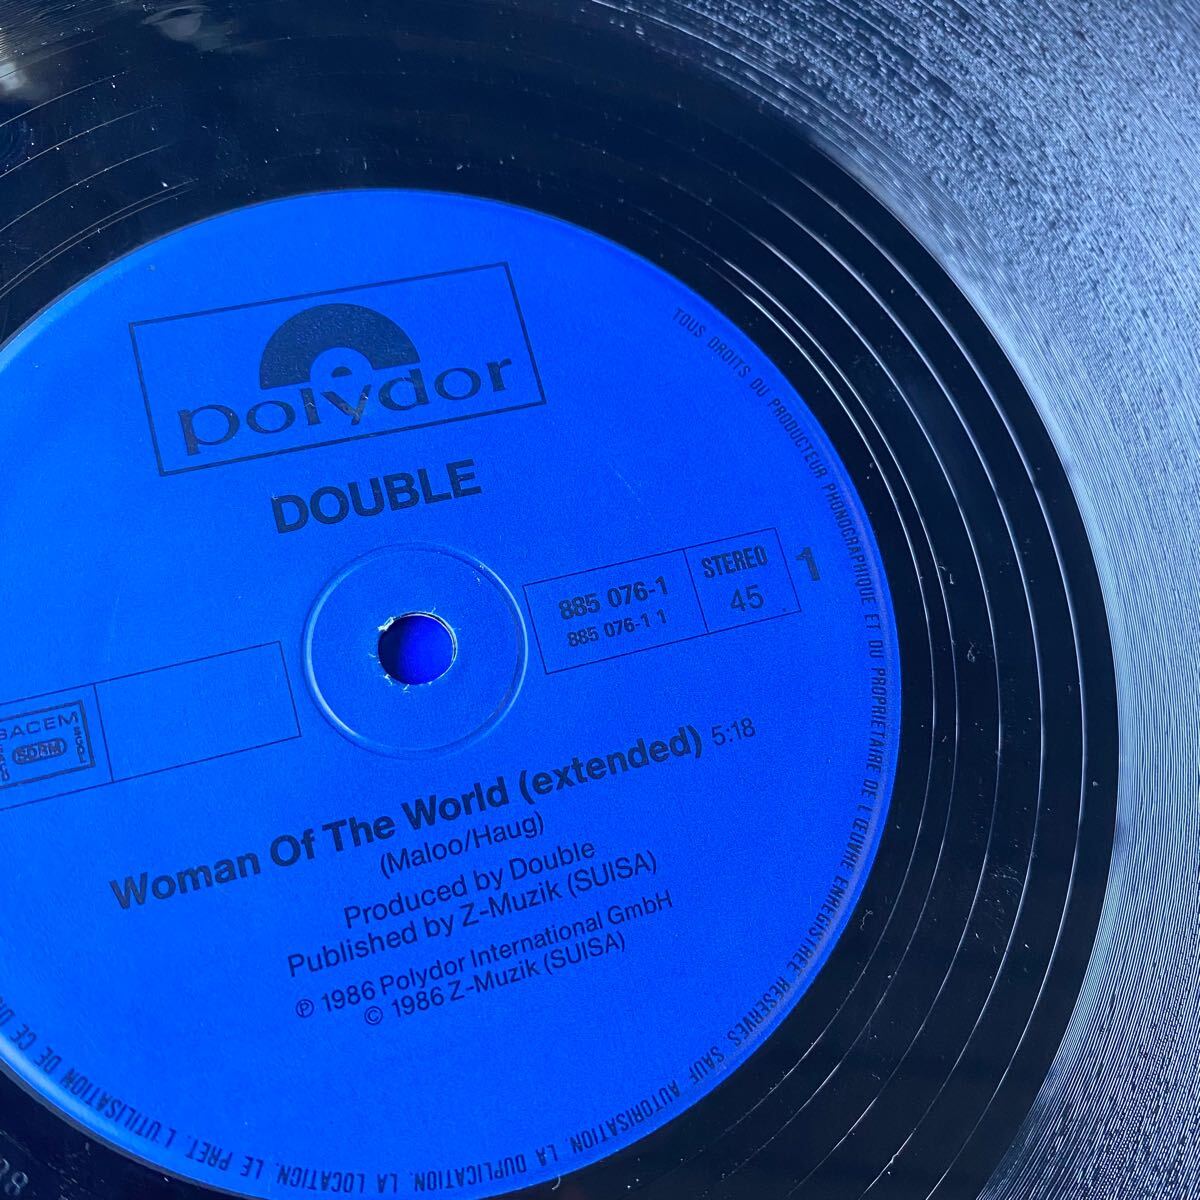 polydor
DOUBLE
885 076-1
885 076-1 1
STEREO
45
1
SACEM
SDRM
Woman Of The World (extended) 5:18
(Maloo/Haug)
Produced by Double
Published by Z-Muzik (SUISA)
℗ 1986 Polydor International GmbH
© 1986 Z-Muzik (SUISA)
TOUS DROITS DU PRODUCTEUR PHONOGRAPHIQUE ET DU PROPRIETAIRE DE L'ŒUVRE ENREGISTREE RESERVES. SAUF AUTORISATION. LA DUPLICATION. LA LOCATION. LE PRET. L'UTILISATION DE CE